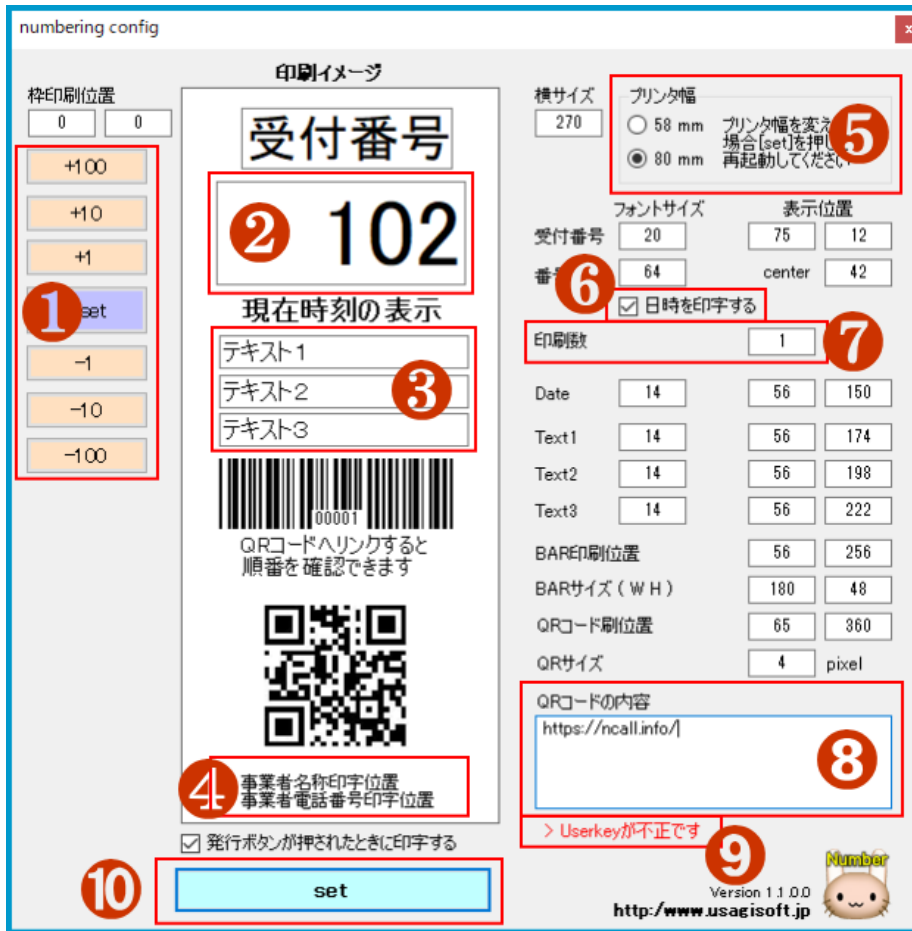 numbering config
x
印刷イメージ
枠印刷位置
0 0
+100
+10
+1
set
-1
-10
-100
1
受付番号
2
102
現在時刻の表示
テキスト1
テキスト2
テキスト3
3
00001
QRコードへリンクすると
順番を確認できます
4
事業者名称印字位置
事業者電話番号印字位置
発行ボタンが押されたときに印字する
10
set
横サイズ
270
プリンタ幅
58 mm
80 mm
プリンタ幅を変え
場合[set]を押し
再起動してくださ
5
フォントサイズ 表示位置
受付番号 20 75 12
番 64 center 42
6
日時を印字する
印刷数 1
7
Date 14 56 150
Text1 14 56 174
Text2 14 56 198
Text3 14 56 222
BAR印刷位置 56 256
BARサイズ ( W H ) 180 48
QRコード刷位置 65 360
QRサイズ 4 pixel
QRコードの内容
https://ncall.info/
8
> Userkeyが不正です
9
Number
Version 1.1.0.0
http:/www.usagisoft.jp